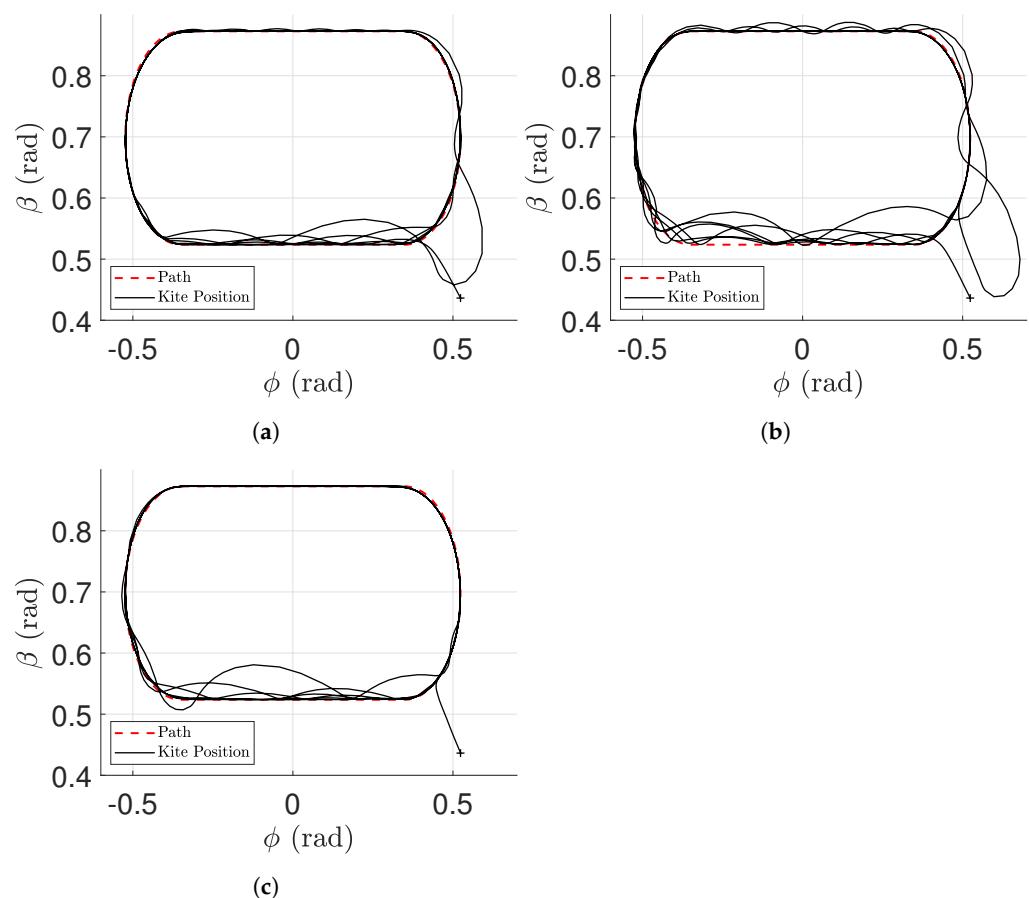 0.8
0.7
0.6
0.5
0.4
β (rad)
Path
Kite Position
-0.5 0 0.5
ϕ (rad)
(a)
0.8
0.7
0.6
0.5
0.4
β (rad)
Path
Kite Position
-0.5 0 0.5
ϕ (rad)
(b)
0.8
0.7
0.6
0.5
0.4
β (rad)
Path
Kite Position
-0.5 0 0.5
ϕ (rad)
(c)